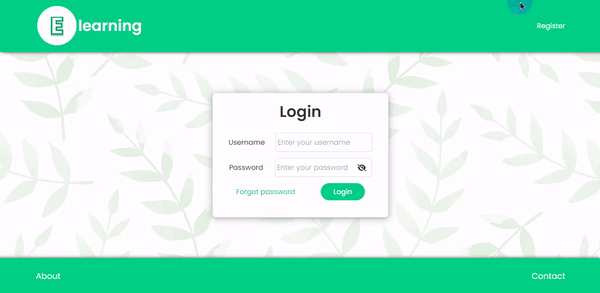 E learning
Register
Login
Username Enter your username
Password Enter your password
Forgot password Login
About Contact